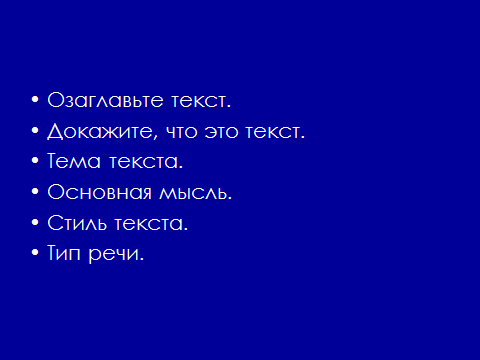 • Озаглавьте текст.
• Докажите, что это текст.
• Тема текста.
• Основная мысль.
• Стиль текста.
• Тип речи.